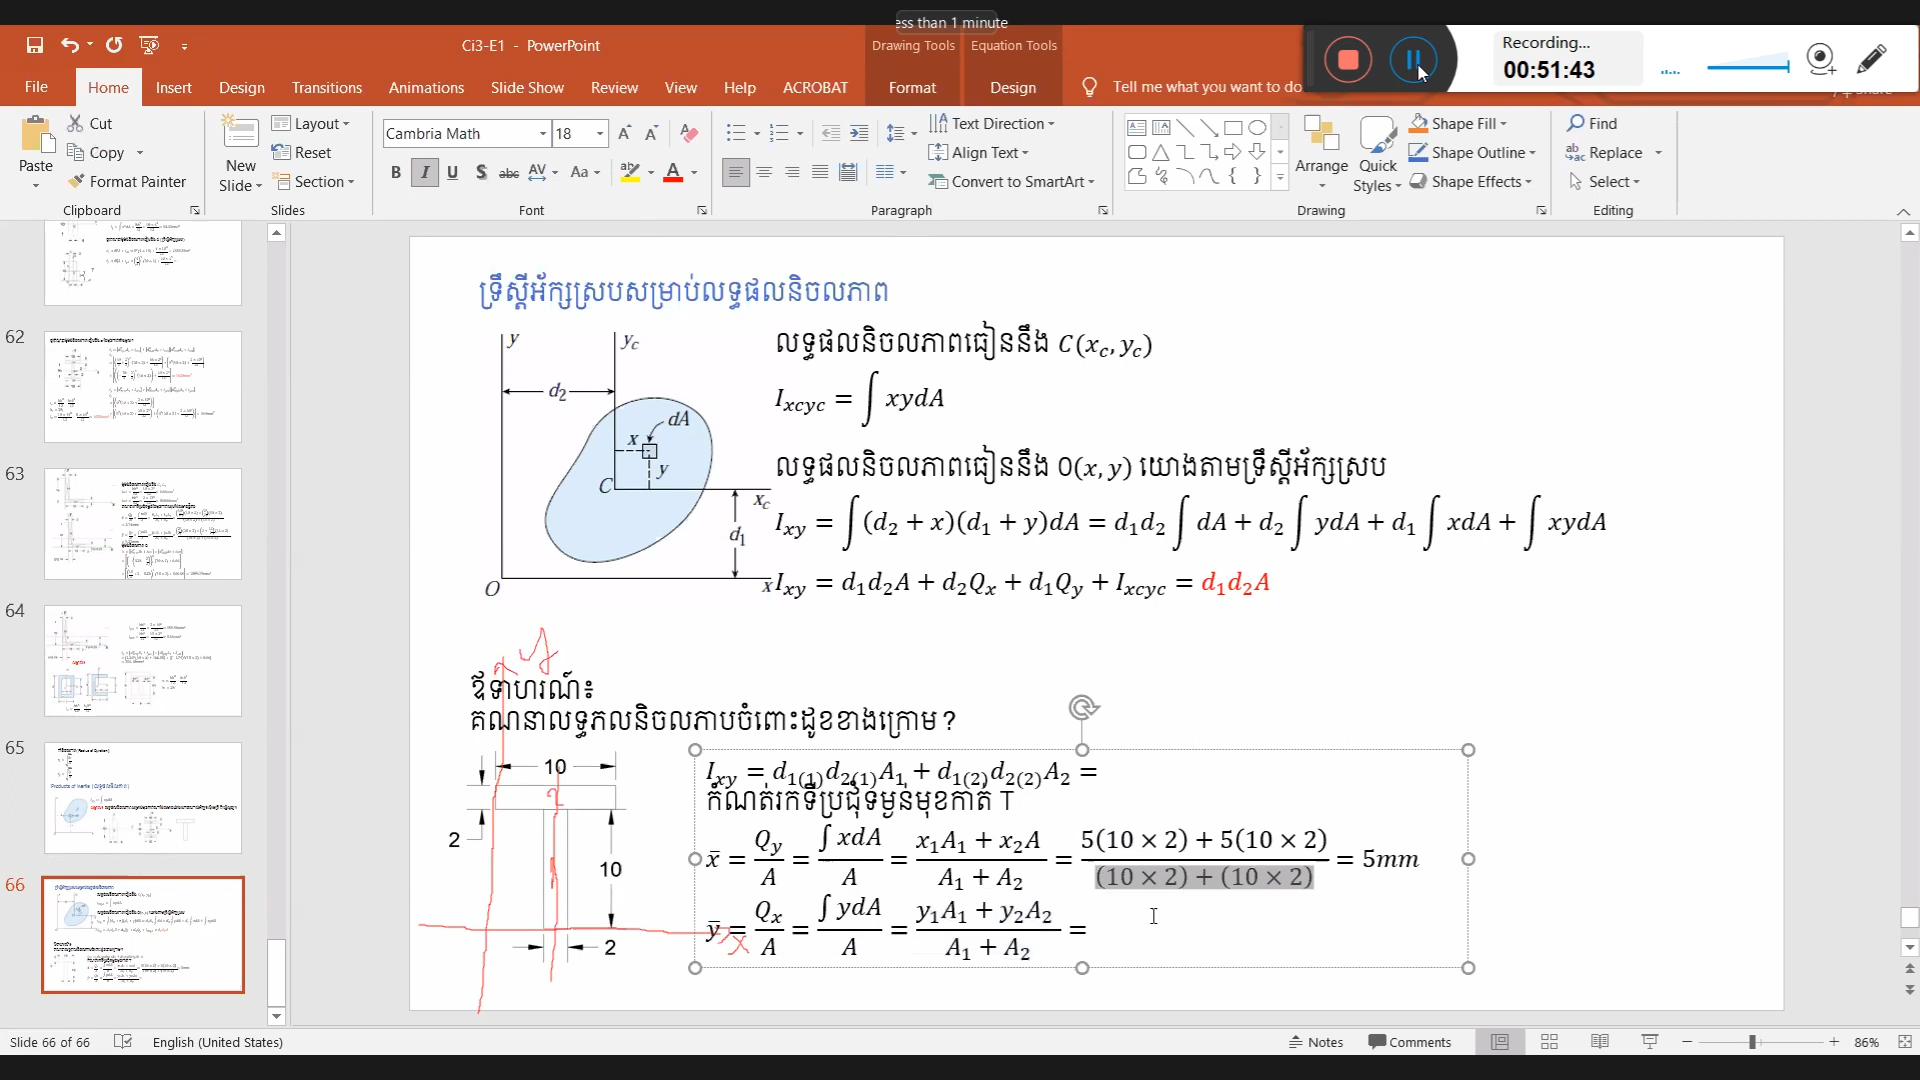 ess than 1 minute
Ci3-E1 - PowerPoint
Drawing Tools
Equation Tools
Recording...
00:51:43
File
Home
Insert
Design
Transitions
Animations
Slide Show
Review
View
Help
ACROBAT
Format
Design
Tell me what you want to do
Cut
Copy
Format Painter
Paste
Clipboard
New Slide
Layout
Reset
Section
Slides
Cambria Math
18
Font
Text Direction
Align Text
Convert to SmartArt
Paragraph
Arrange
Quick Styles
Shape Fill
Shape Outline
Shape Effects
Drawing
Find
Replace
Select
Editing
62
63
64
65
66
ទ្រឹស្តីអ័ក្សស្របសម្រាប់លទ្ធផលនិចលភាព
y
y_c
d_2
dA
x
y
C
x_c
d_1
O
x
លទ្ធផលនិចលភាពធៀននឹង C(x_c, y_c)
I_xcyc = ∫ xydA
លទ្ធផលនិចលភាពធៀននឹង 0(x, y) យោងតាមទ្រឹស្តីអ័ក្សស្រប
I_xy = ∫(d_2 + x)(d_1 + y)dA = d_1d_2 ∫ dA + d_2 ∫ ydA + d_1 ∫ xdA + ∫ xydA
I_xy = d_1d_2A + d_2Q_x + d_1Q_y + I_xcyc = d_1d_2A
y
ឪទាហរណ៍៖
គណនាលទ្ធភលនិចលភាបចំពោះដូខខាងក្រោម ?
10
2
10
2
x
I_xy = d_1(1)d_2(1)A_1 + d_1(2)d_2(2)A_2 =
កំណត់រកទីប្រជុំទម្ងន់មុខកាត់ T
x̄ = Q_y/A = ∫ xdA/A = (x_1A_1 + x_2A)/(A_1 + A_2) = (5(10 × 2) + 5(10 × 2))/((10 × 2) + (10 × 2)) = 5mm
ȳ = Q_x/A = ∫ ydA/A = (y_1A_1 + y_2A_2)/(A_1 + A_2) =
Slide 66 of 66
English (United States)
Notes
Comments
86%